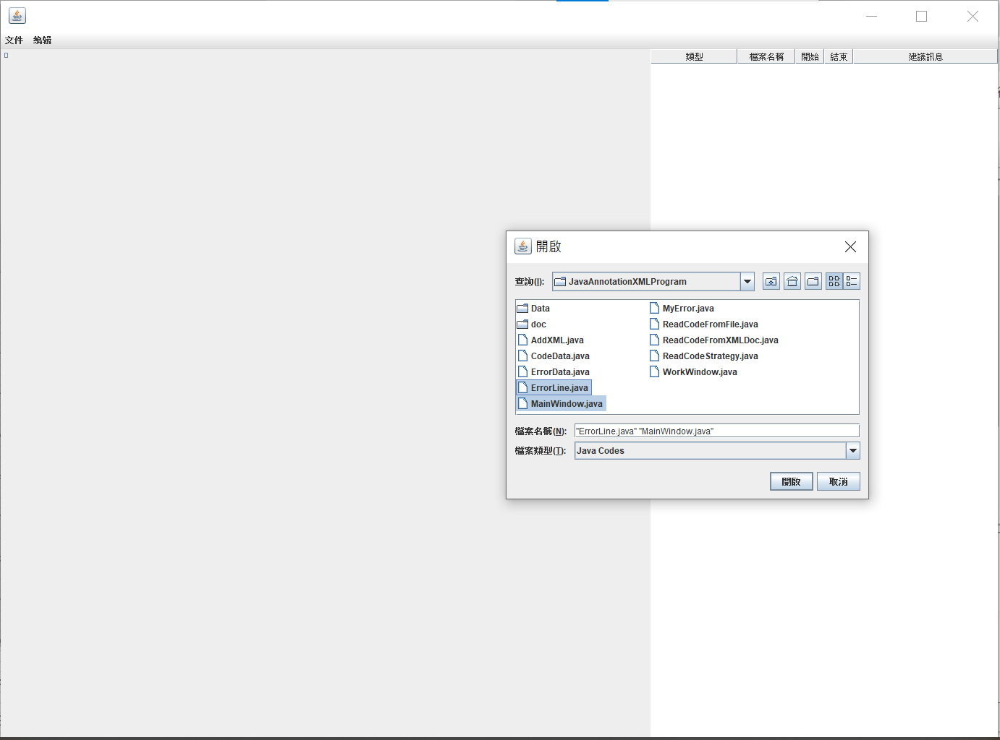 文件 编辑
類型 檔案名稱 開始 結束 建議訊息
開啟
查詢(I): JavaAnnotationXMLProgram
Data
doc
AddXML.java
CodeData.java
ErrorData.java
ErrorLine.java
MainWindow.java
MyError.java
ReadCodeFromFile.java
ReadCodeFromXMLDoc.java
ReadCodeStrategy.java
WorkWindow.java
檔案名稱(N): "ErrorLine.java" "MainWindow.java"
檔案類型(T): Java Codes
開啟 取消